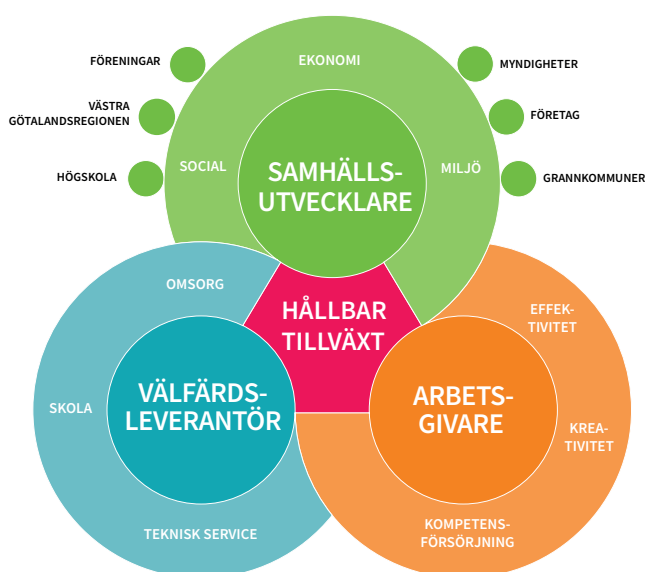 EKONOMI
FÖRENINGAR
MYNDIGHETER
VÄSTRA
GÖTALANDSREGIONEN
FÖRETAG
SOCIAL
MILJÖ
HÖGSKOLA
GRANNKOMMUNER
SAMHÄLLS-
UTVECKLARE
OMSORG
HÅLLBAR
TILLVÄXT
EFFEK-
TIVITET
SKOLA
VÄLFÄRDS-
LEVERANTÖR
ARBETS-
GIVARE
KREA-
TIVITET
TEKNISK SERVICE
KOMPETENS-
FÖRSÖRJNING